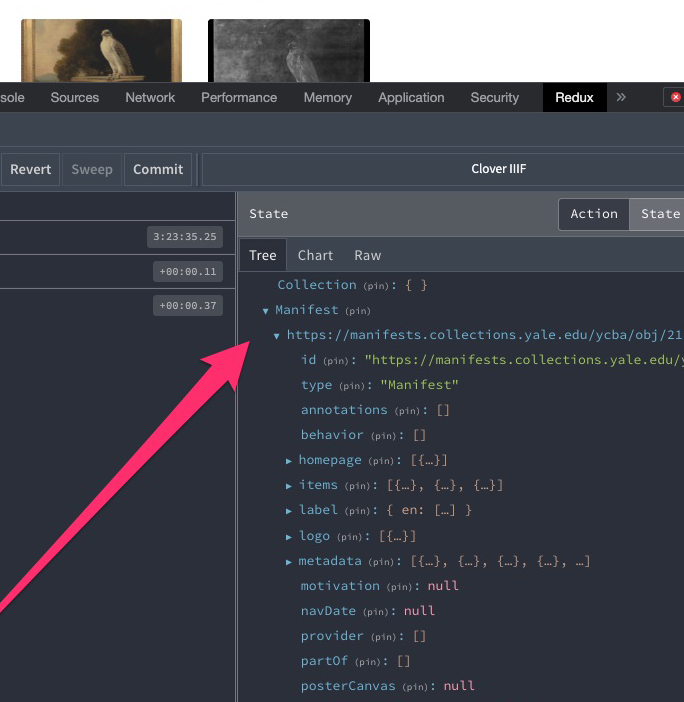 sole Sources Network Performance Memory Application Security Redux »
Revert Sweep Commit Clover IIIF
State Action State
3:23:35.25
Tree Chart Raw
+00:00.11
Collection (pin): { }
+00:00.37
▼ Manifest (pin)
▼ https://manifests.collections.yale.edu/ycba/obj/21
id (pin): "https://manifests.collections.yale.edu/y
type (pin): "Manifest"
annotations (pin): []
behavior (pin): []
▶ homepage (pin): [{…}]
▶ items (pin): [{…}, {…}, {…}]
▶ label (pin): { en: […] }
▶ logo (pin): [{…}]
▶ metadata (pin): [{…}, {…}, {…}, {…}, …]
motivation (pin): null
navDate (pin): null
provider (pin): []
partOf (pin): []
posterCanvas (pin): null